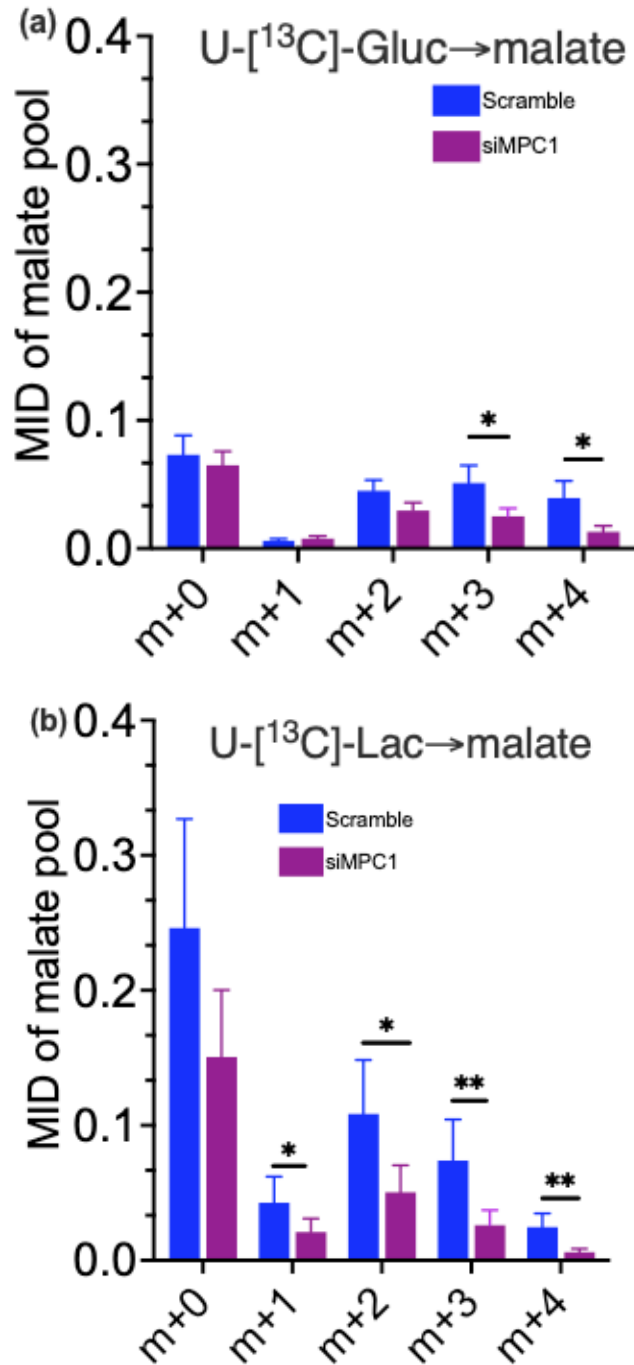 (a)
U-[¹³C]-Gluc→malate
Scramble
siMPC1
MID of malate pool
0.4
0.3
0.2
0.1
0.0
*
*
m+0
m+1
m+2
m+3
m+4
(b)
U-[¹³C]-Lac→malate
Scramble
siMPC1
MID of malate pool
0.4
0.3
0.2
0.1
0.0
*
*
**
**
m+0
m+1
m+2
m+3
m+4